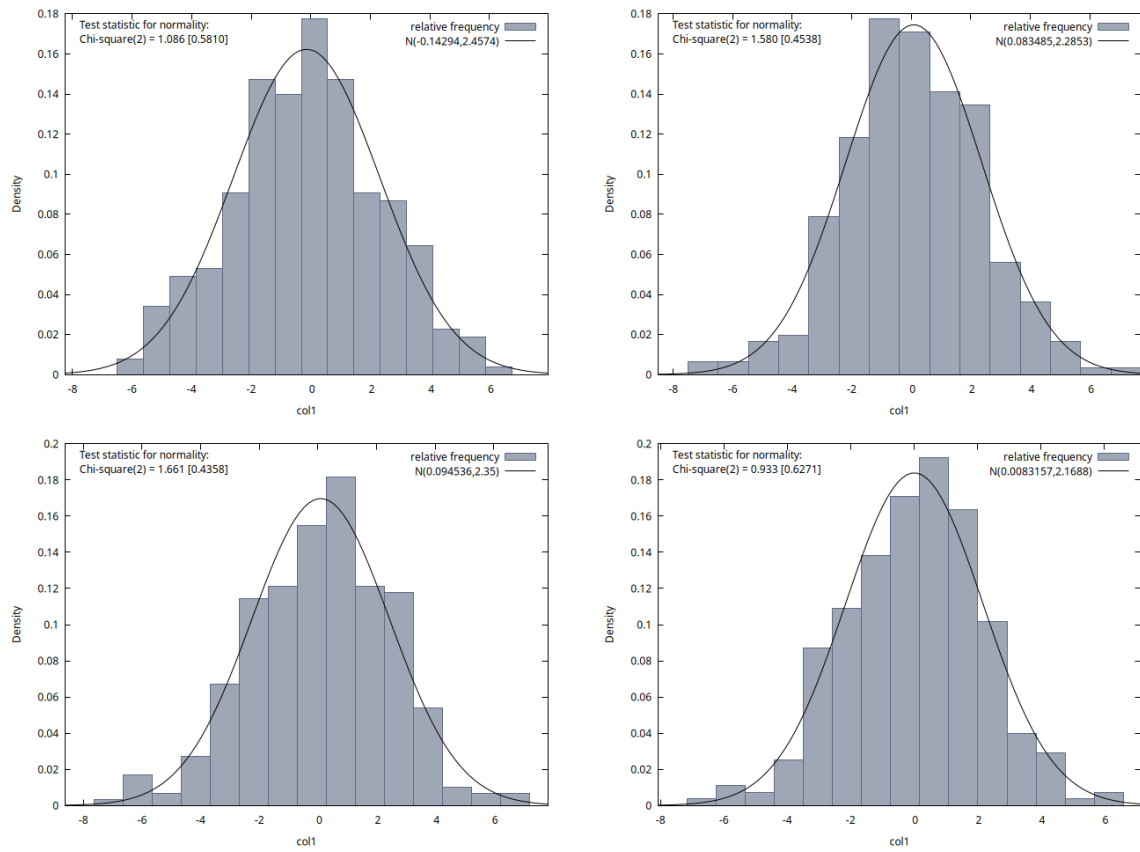 Test statistic for normality:
Chi-square(2) = 1.086 [0.5810]
relative frequency
N(-0.14294,2.4574)
0.18
0.16
0.14
0.12
0.1
0.08
0.06
0.04
0.02
0
Density
-8 -6 -4 -2 0 2 4 6
col1
Test statistic for normality:
Chi-square(2) = 1.580 [0.4538]
relative frequency
N(0.083485,2.2853)
0.18
0.16
0.14
0.12
0.1
0.08
0.06
0.04
0.02
0
Density
-8 -6 -4 -2 0 2 4 6
col1
Test statistic for normality:
Chi-square(2) = 1.661 [0.4358]
relative frequency
N(0.094536,2.35)
0.2
0.18
0.16
0.14
0.12
0.1
0.08
0.06
0.04
0.02
0
Density
-8 -6 -4 -2 0 2 4 6
col1
Test statistic for normality:
Chi-square(2) = 0.933 [0.6271]
relative frequency
N(0.0083157,2.1688)
0.2
0.18
0.16
0.14
0.12
0.1
0.08
0.06
0.04
0.02
0
Density
-8 -6 -4 -2 0 2 4 6
col1